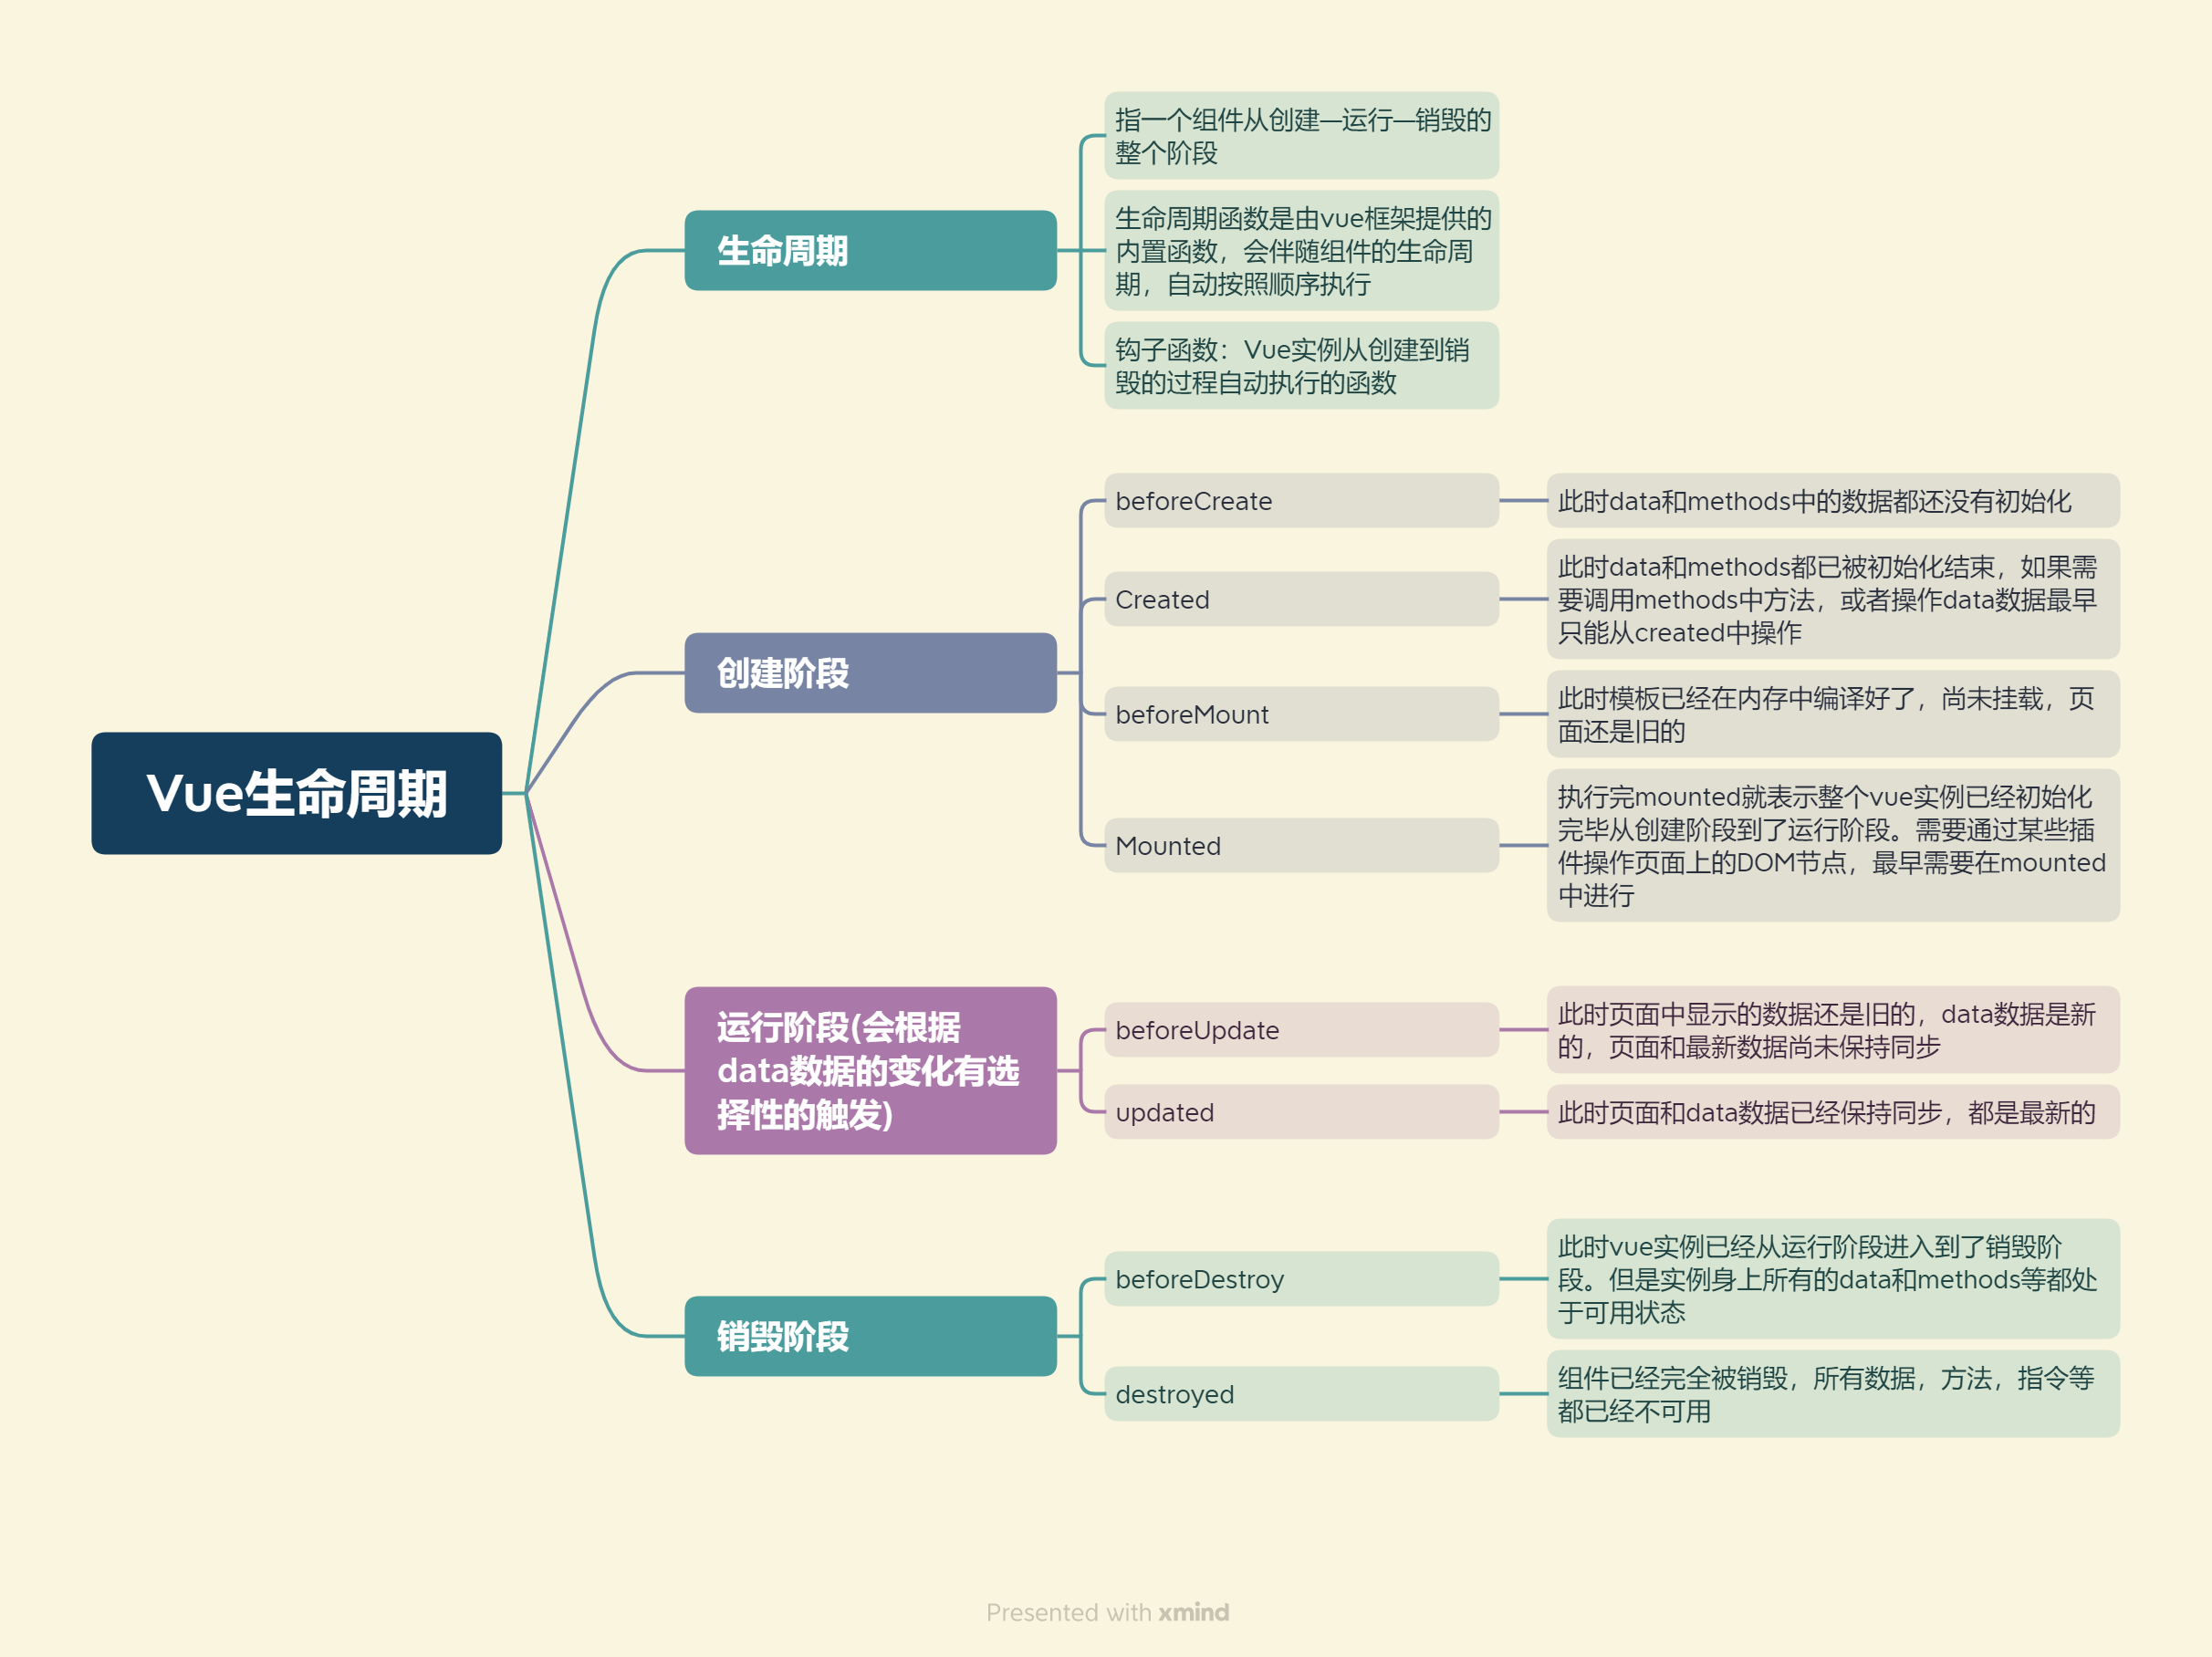 Vue生命周期
生命周期
指一个组件从创建—运行—销毁的
整个阶段
生命周期函数是由vue框架提供的
内置函数，会伴随组件的生命周
期，自动按照顺序执行
钩子函数：Vue实例从创建到销
毁的过程自动执行的函数
创建阶段
beforeCreate
此时data和methods中的数据都还没有初始化
Created
此时data和methods都已被初始化结束，如果需
要调用methods中方法，或者操作data数据最早
只能从created中操作
beforeMount
此时模板已经在内存中编译好了，尚未挂载，页
面还是旧的
Mounted
执行完mounted就表示整个vue实例已经初始化
完毕从创建阶段到了运行阶段。需要通过某些插
件操作页面上的DOM节点，最早需要在mounted
中进行
运行阶段(会根据
data数据的变化有选
择性的触发)
beforeUpdate
此时页面中显示的数据还是旧的，data数据是新
的，页面和最新数据尚未保持同步
updated
此时页面和data数据已经保持同步，都是最新的
销毁阶段
beforeDestroy
此时vue实例已经从运行阶段进入到了销毁阶
段。但是实例身上所有的data和methods等都处
于可用状态
destroyed
组件已经完全被销毁，所有数据，方法，指令等
都已经不可用
Presented with xmind